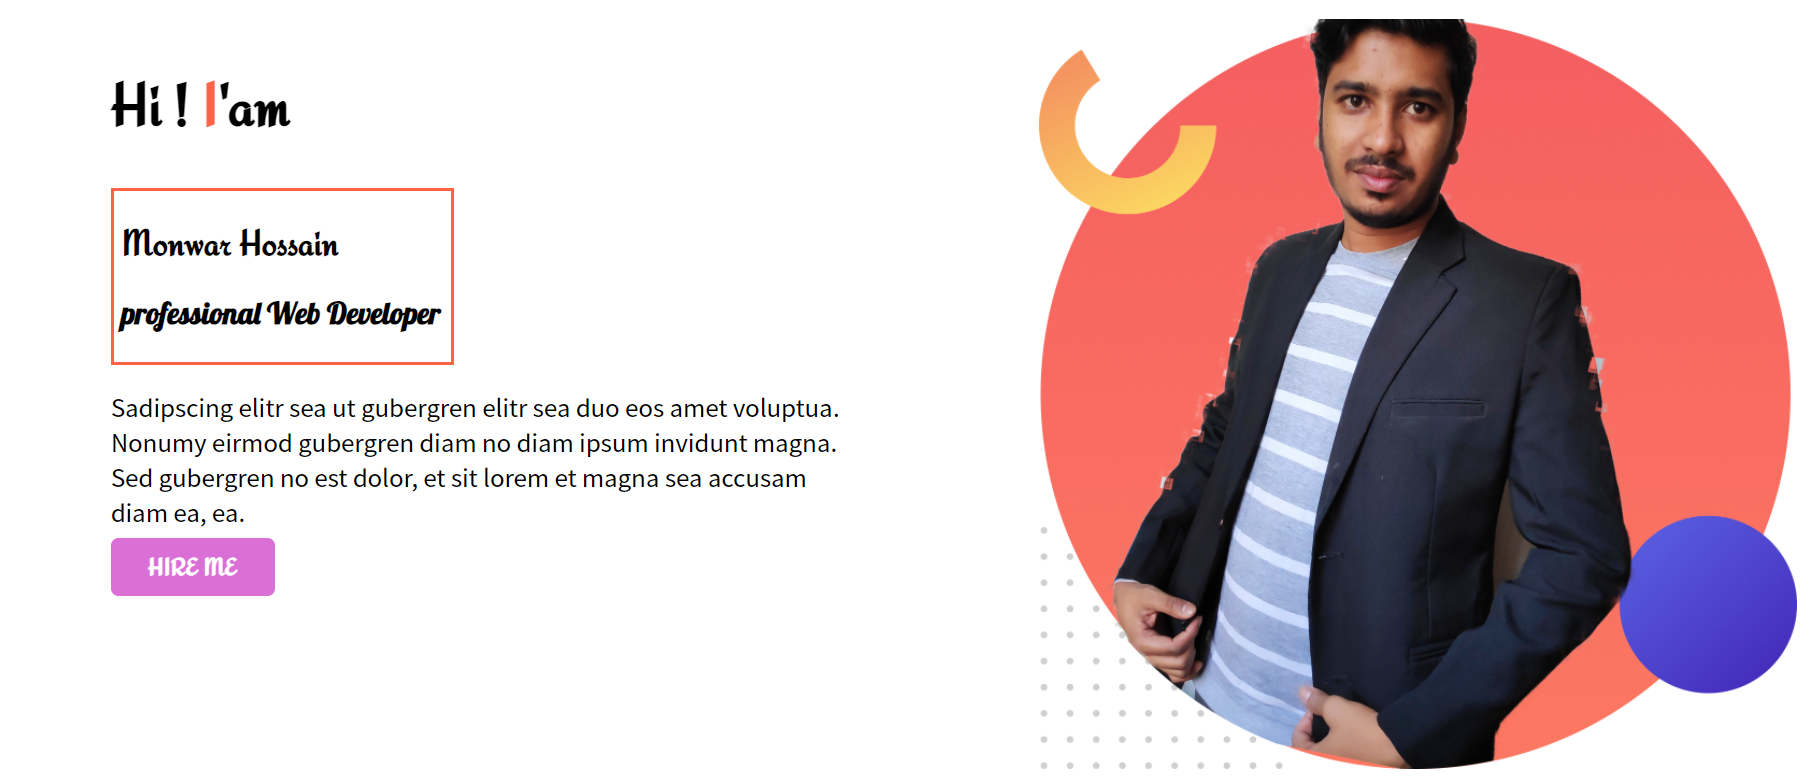 Hi ! I'am
Monwar Hossain
professional Web Developer
Sadipscing elitr sea ut gubergren elitr sea duo eos amet voluptua.
Nonumy eirmod gubergren diam no diam ipsum invidunt magna.
Sed gubergren no est dolor, et sit lorem et magna sea accusam
diam ea, ea.
HIRE ME